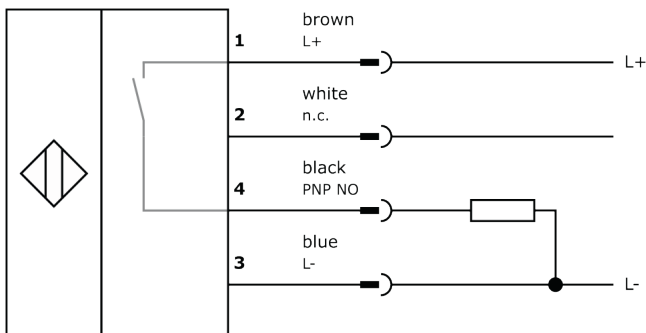 brown
1
L+
L+
white
2
n.c.
black
4
PNP NO
blue
3
L-
L-